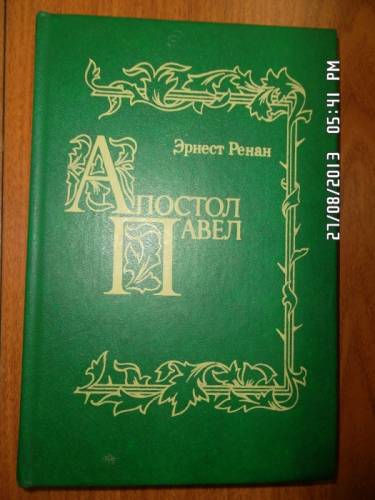 Эрнест Ренан
Апостол
Павел
27/08/2013 05:41 PM